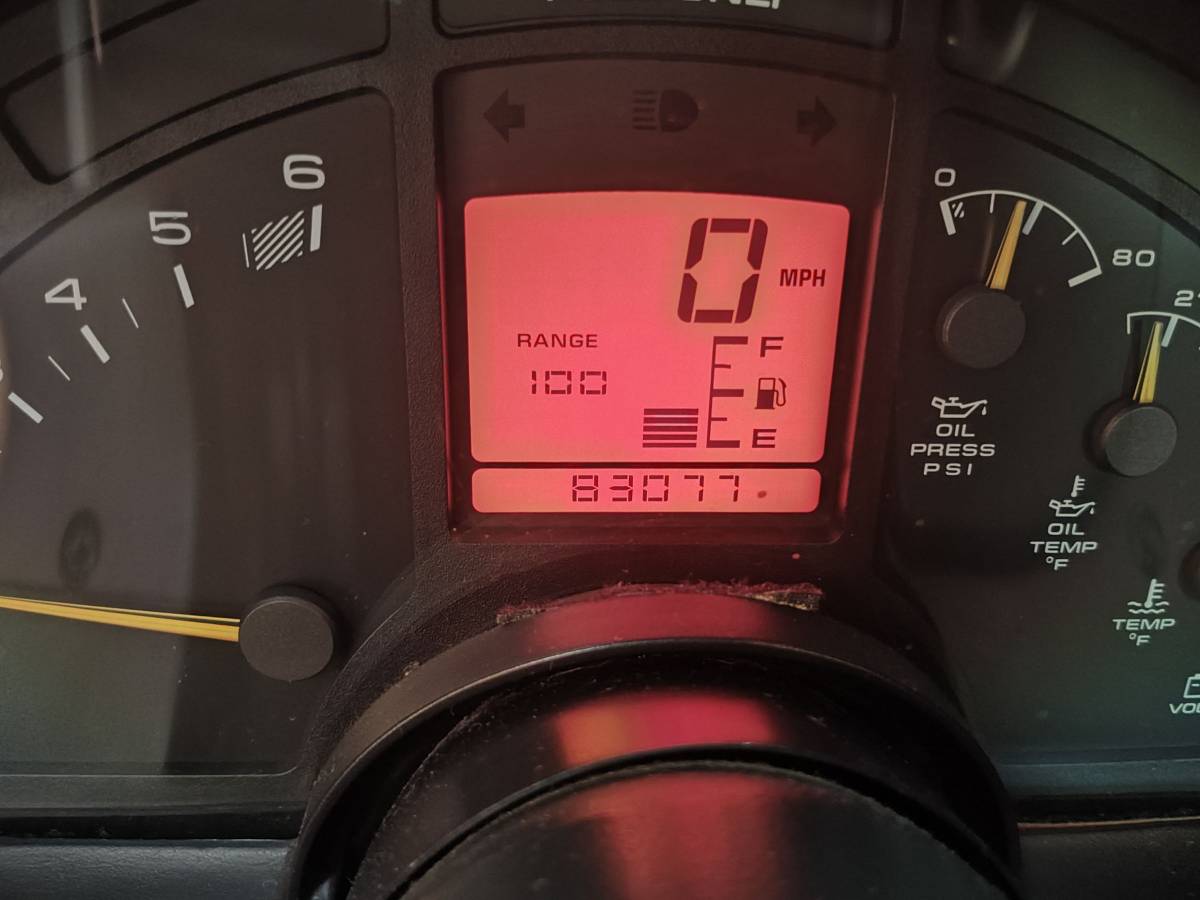 6
5
4
0
MPH
RANGE
100
F
E
83077
0
80
OIL
PRESS
PSI
OIL
TEMP
°F
TEMP
°F